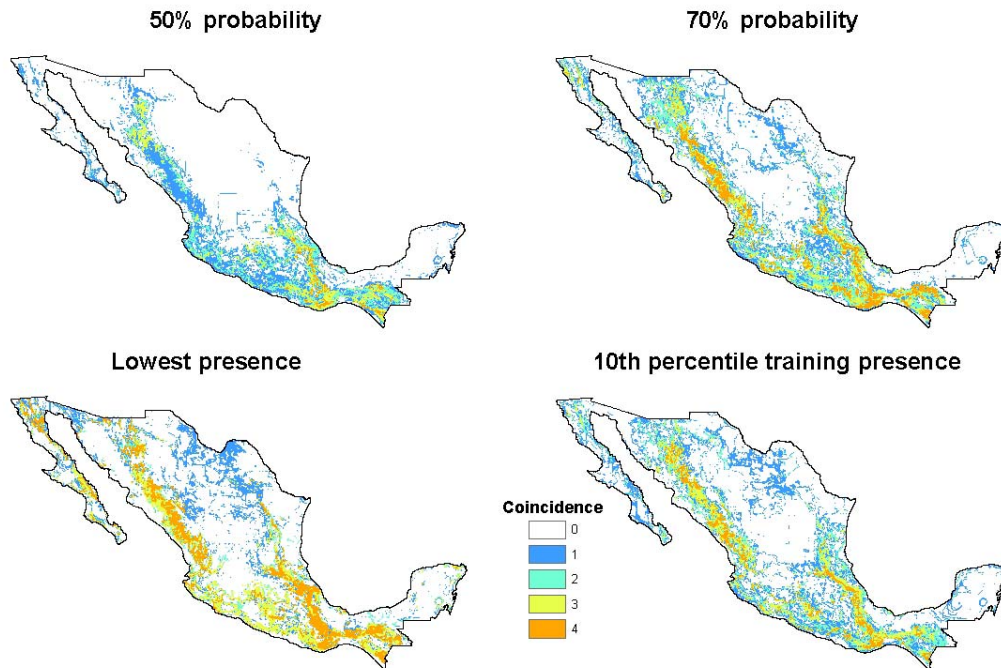 50% probability
70% probability
Lowest presence
10th percentile training presence
Coincidence
0
1
2
3
4